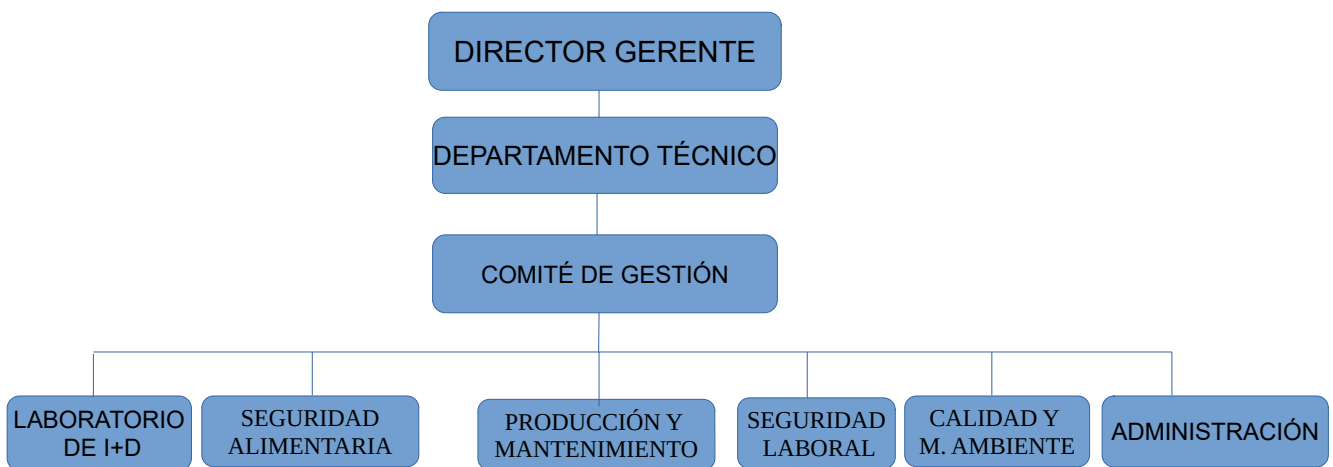 DIRECTOR GERENTE
DEPARTAMENTO TÉCNICO
COMITÉ DE GESTIÓN
LABORATORIO
DE I+D
SEGURIDAD
ALIMENTARIA
PRODUCCIÓN Y
MANTENIMIENTO
SEGURIDAD
LABORAL
CALIDAD Y
M. AMBIENTE
ADMINISTRACIÓN